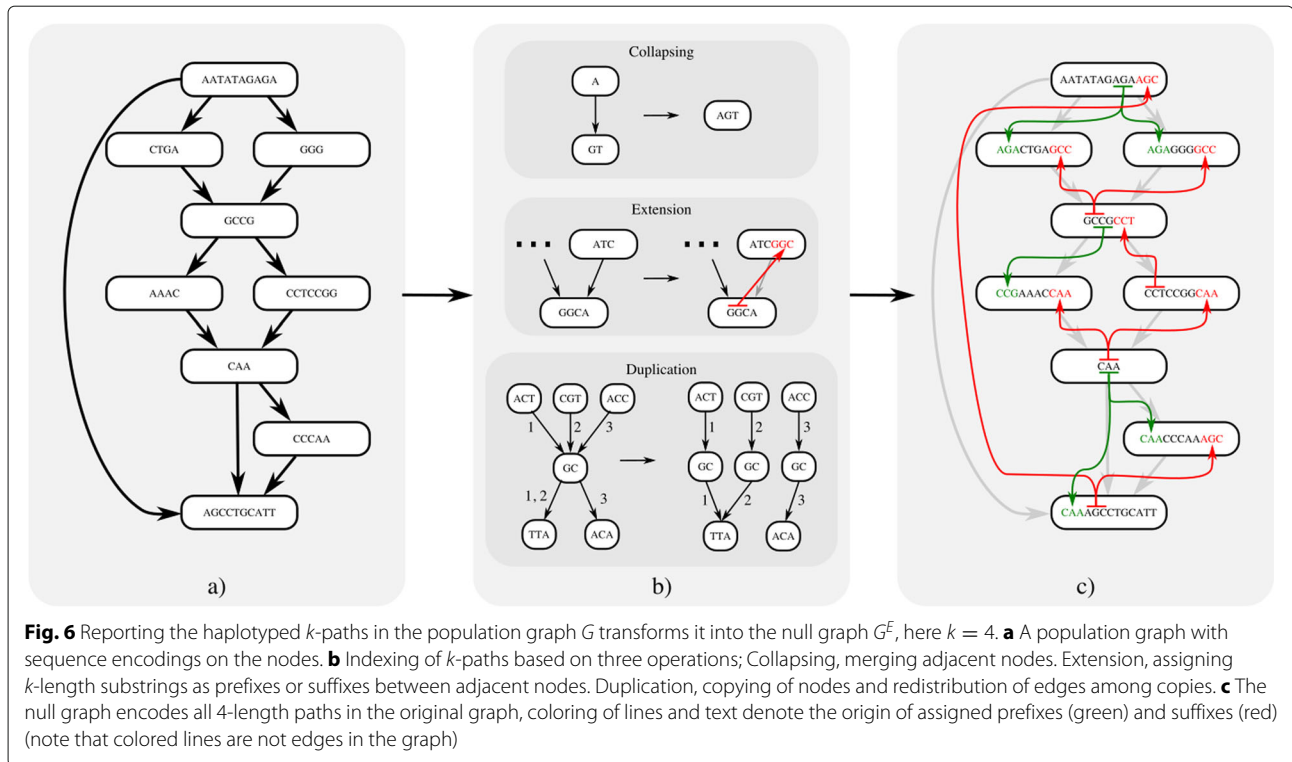 AATATAGAGA
CTGA GGG
GCCG
AAAC CCTCCGG
CAA
CCCAA
AGCCTGCATT
a)
Collapsing
A
GT
AGT
Extension
ATC
GGCA
ATCGGC
GGCA
Duplication
ACT CGT ACC ACT CGT ACC
1 2 3 1 2 3
GC GC GC GC
1, 2 3 1 2 3
TTA ACA TTA ACA
b)
AATATAGAGAAGC
AGACTGAGCC AGAGGGGCC
GCCGCCT
CCGAAACCAA CCTCCGGCAA
CAA
CAACCCAAAGC
CAAAGCCTGCATT
c)
Fig. 6 Reporting the haplotyped k-paths in the population graph G transforms it into the null graph G^E, here k = 4. a A population graph with
sequence encodings on the nodes. b Indexing of k-paths based on three operations; Collapsing, merging adjacent nodes. Extension, assigning
k-length substrings as prefixes or suffixes between adjacent nodes. Duplication, copying of nodes and redistribution of edges among copies. c The
null graph encodes all 4-length paths in the original graph, coloring of lines and text denote the origin of assigned prefixes (green) and suffixes (red)
(note that colored lines are not edges in the graph)